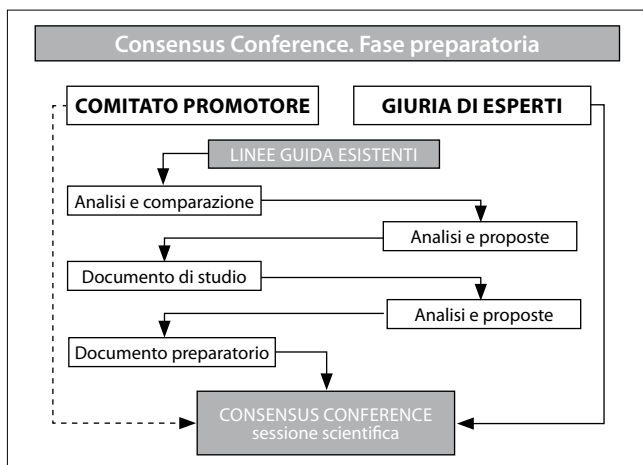 Consensus Conference. Fase preparatoria
COMITATO PROMOTORE
GIURIA DI ESPERTI
LINEE GUIDA ESISTENTI
Analisi e comparazione
Analisi e proposte
Documento di studio
Analisi e proposte
Documento preparatorio
CONSENSUS CONFERENCE
sessione scientifica